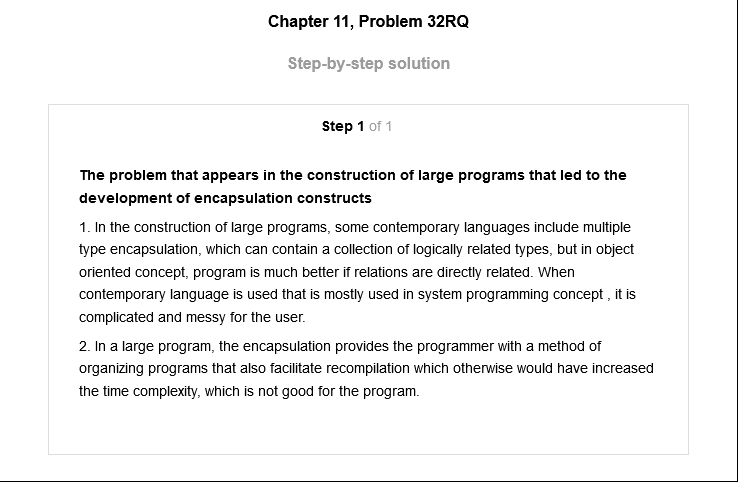 Chapter 11, Problem 32RQ
Step-by-step solution
Step 1 of 1
The problem that appears in the construction of large programs that led to the
development of encapsulation constructs
1. In the construction of large programs, some contemporary languages include multiple
type encapsulation, which can contain a collection of logically related types, but in object
oriented concept, program is much better if relations are directly related. When
contemporary language is used that is mostly used in system programming concept , it is
complicated and messy for the user.
2. In a large program, the encapsulation provides the programmer with a method of
organizing programs that also facilitate recompilation which otherwise would have increased
the time complexity, which is not good for the program.